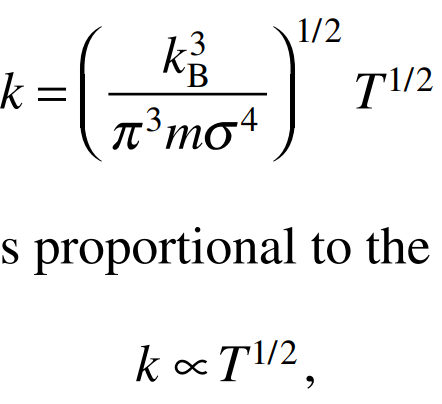 k = (k_B^3 / π^3 m σ^4)^{1/2} T^{1/2}
s proportional to the
k ∝ T^{1/2},